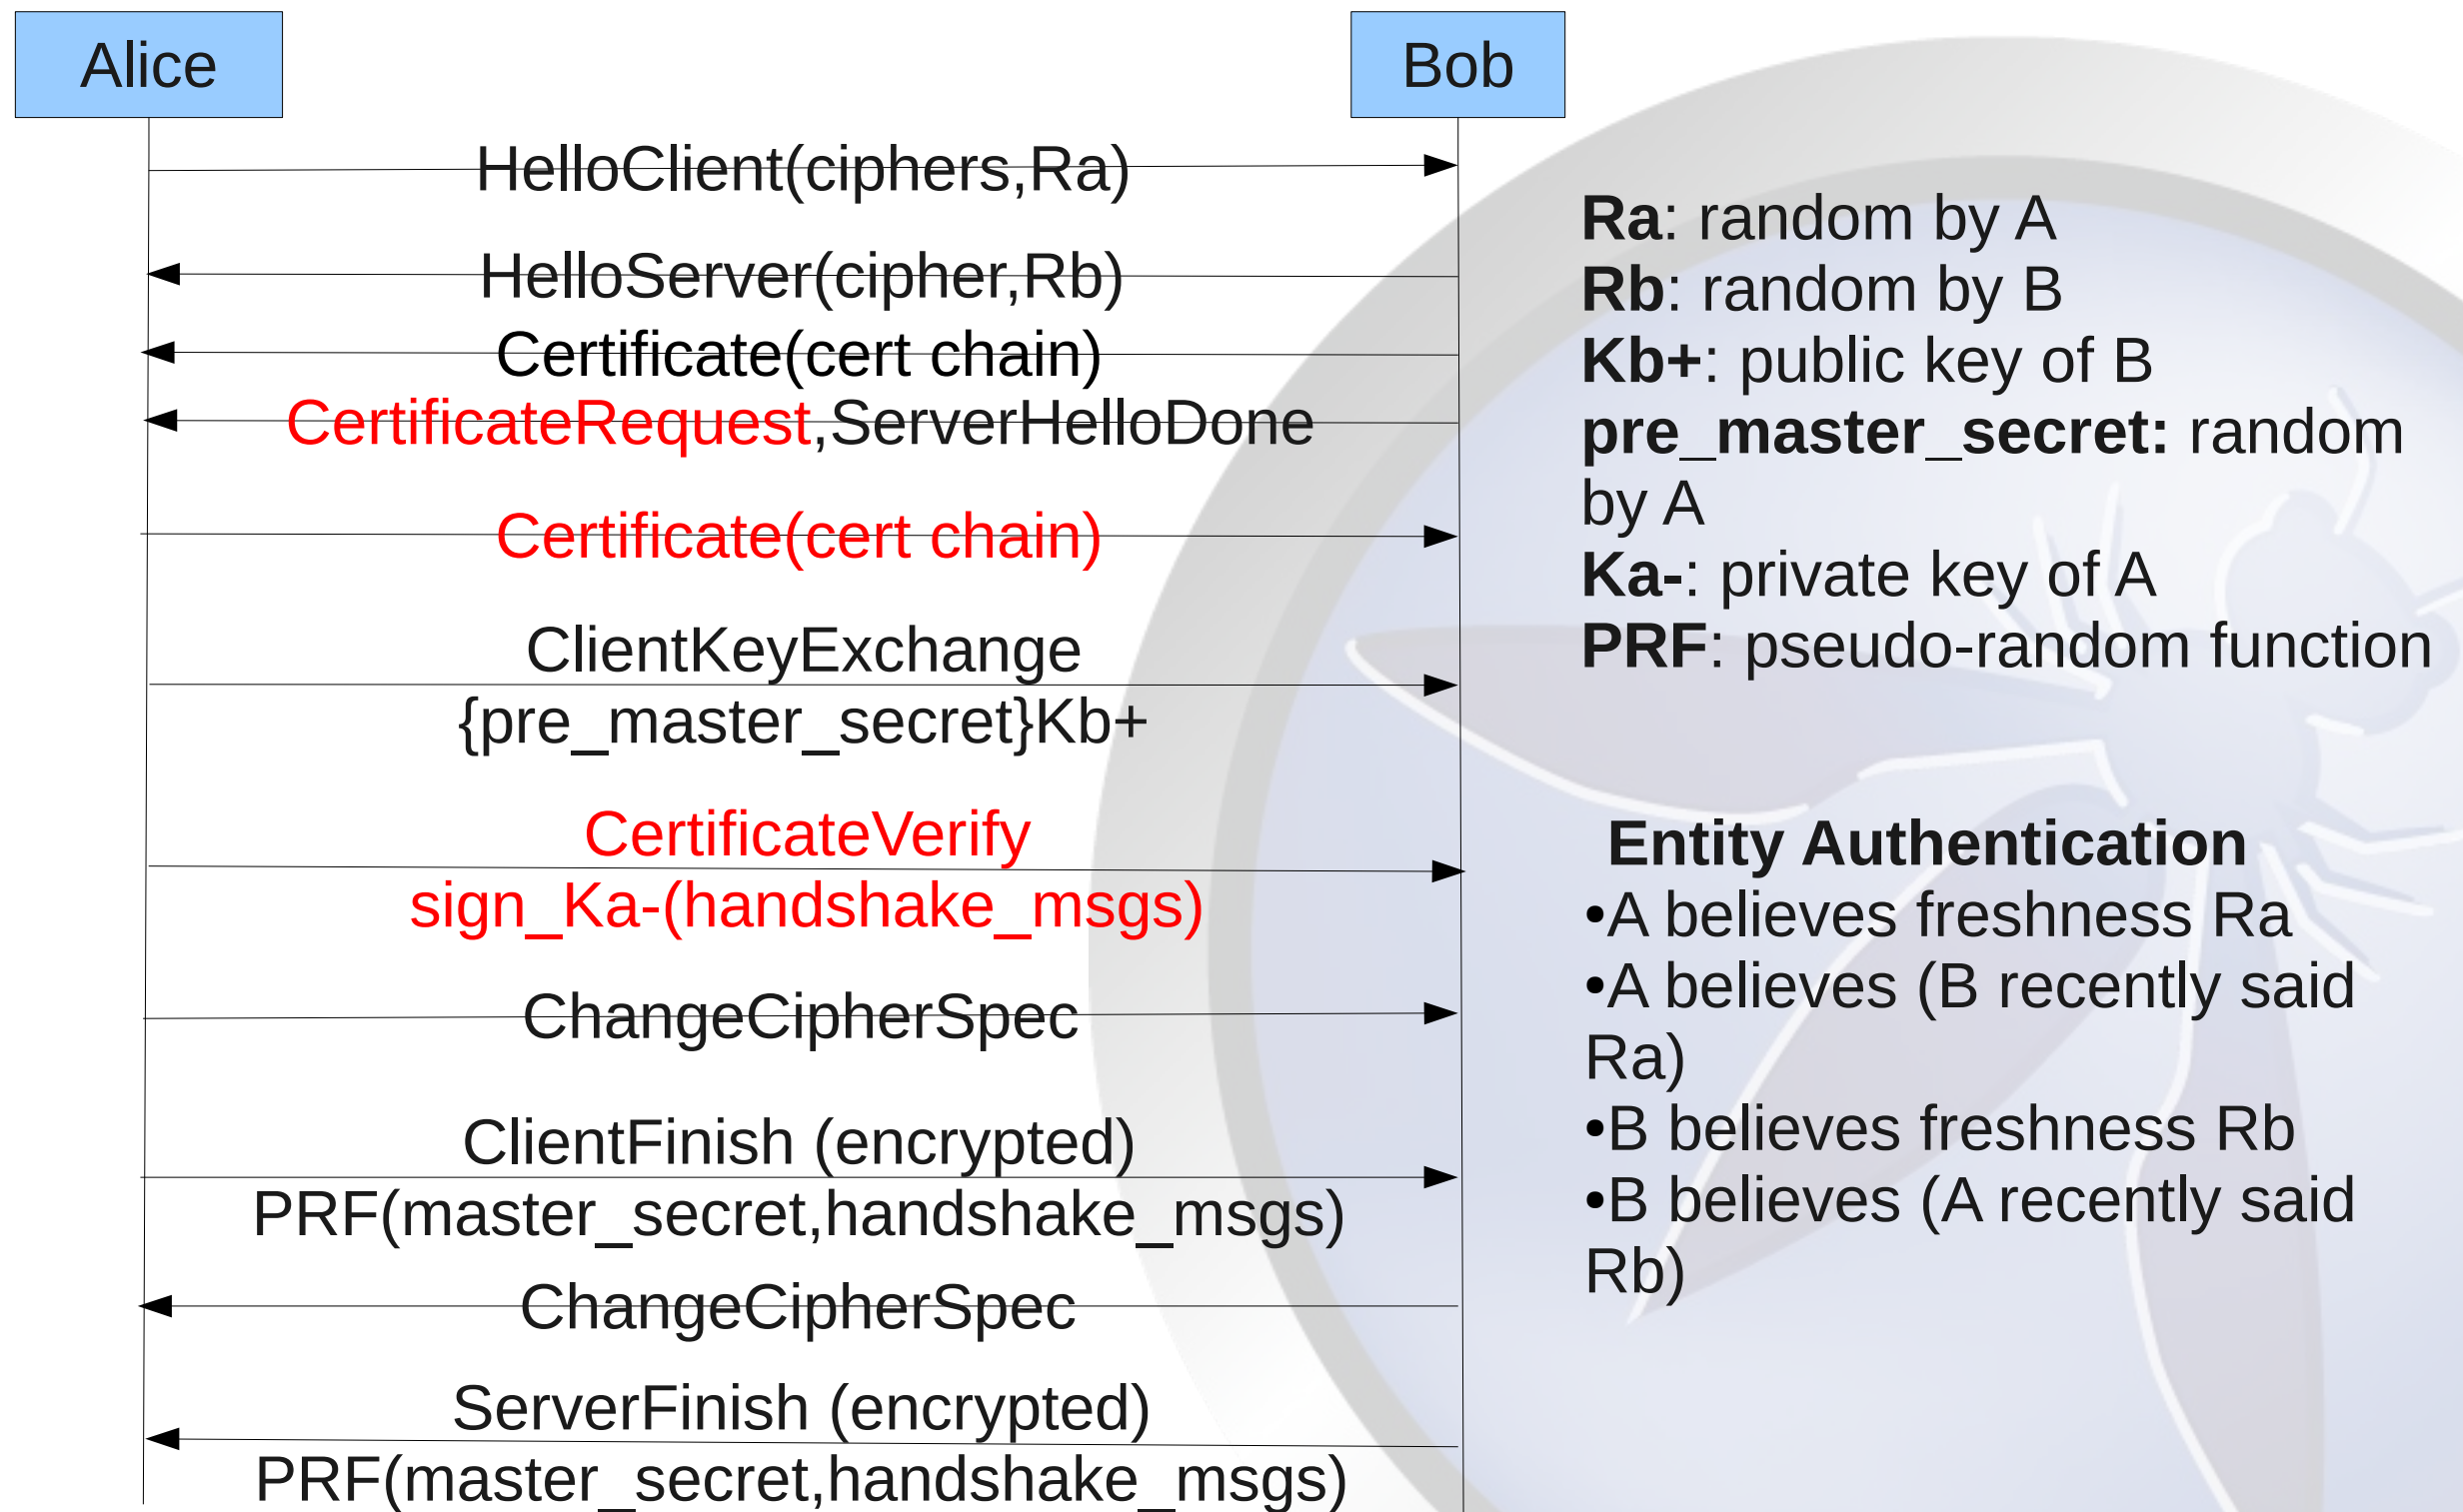 Alice
Bob
HelloClient(ciphers,Ra)
HelloServer(cipher,Rb)
Certificate(cert chain)
CertificateRequest,ServerHelloDone
Certificate(cert chain)
ClientKeyExchange
{pre_master_secret}Kb+
CertificateVerify
sign_Ka-(handshake_msgs)
ChangeCipherSpec
ClientFinish (encrypted)
PRF(master_secret,handshake_msgs)
ChangeCipherSpec
ServerFinish (encrypted)
PRF(master_secret,handshake_msgs)
Ra: random by A
Rb: random by B
Kb+: public key of B
pre_master_secret: random
by A
Ka-: private key of A
PRF: pseudo-random function
Entity Authentication
•A believes freshness Ra
•A believes (B recently said
Ra)
•B believes freshness Rb
•B believes (A recently said
Rb)